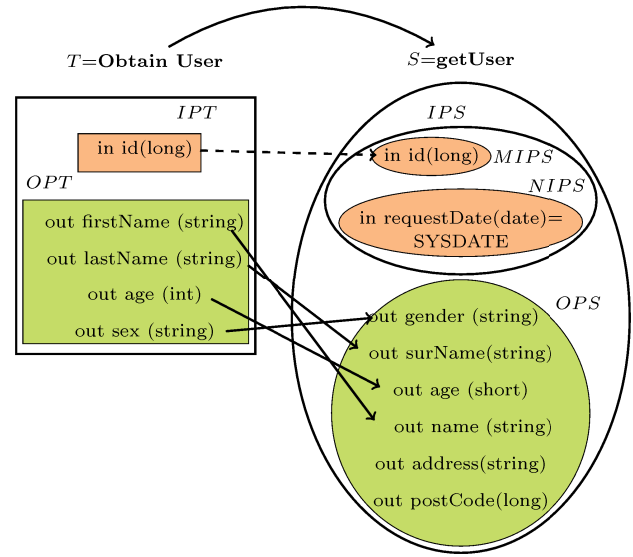 T=Obtain User
S=getUser
IPT
in id(long)
OPT
out firstName (string)
out lastName (string)
out age (int)
out sex (string)
IPS
in id(long)
MIPS
NIPS
in requestDate(date)=
SYSDATE
OPS
out gender (string)
out surName(string)
out age (short)
out name (string)
out address(string)
out postCode(long)